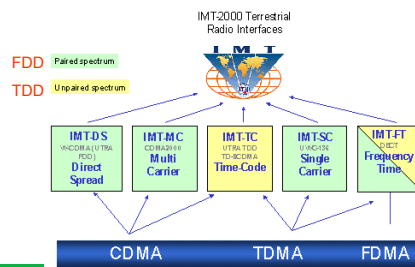 IMT-2000 Terrestrial
Radio Interfaces
FDD
Paired spectrum
TDD
Unpaired spectrum
I M T
IMT-DS
W-CDMA (UTRA
FDD)
Direct
Spread
IMT-MC
CDMA2000
Multi
Carrier
IMT-TC
UTRA TDD
TD-SCDMA
Time-Code
IMT-SC
UWC-136
Single
Carrier
IMT-FT
DECT
Frequency
Time
CDMA
TDMA
FDMA